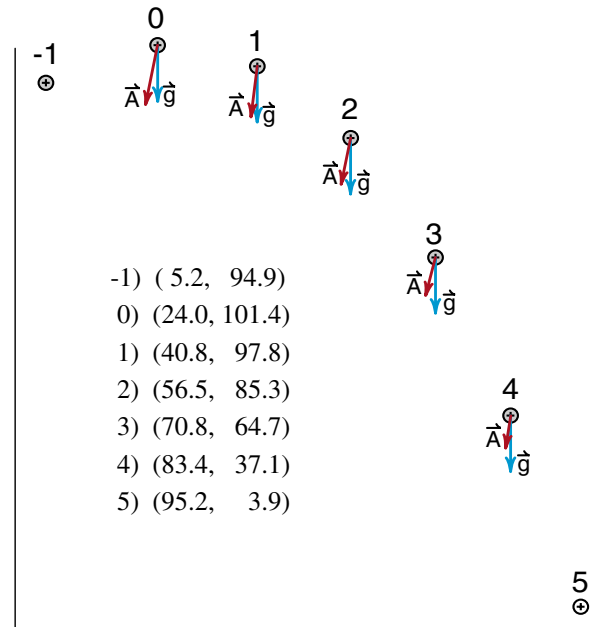 0
-1
1
A⃗ g⃗
A⃗ g⃗
2
A⃗ g⃗
3
A⃗ g⃗
-1) ( 5.2, 94.9)
0) (24.0, 101.4)
1) (40.8, 97.8)
2) (56.5, 85.3)
3) (70.8, 64.7)
4) (83.4, 37.1)
5) (95.2, 3.9)
4
A⃗ g⃗
5